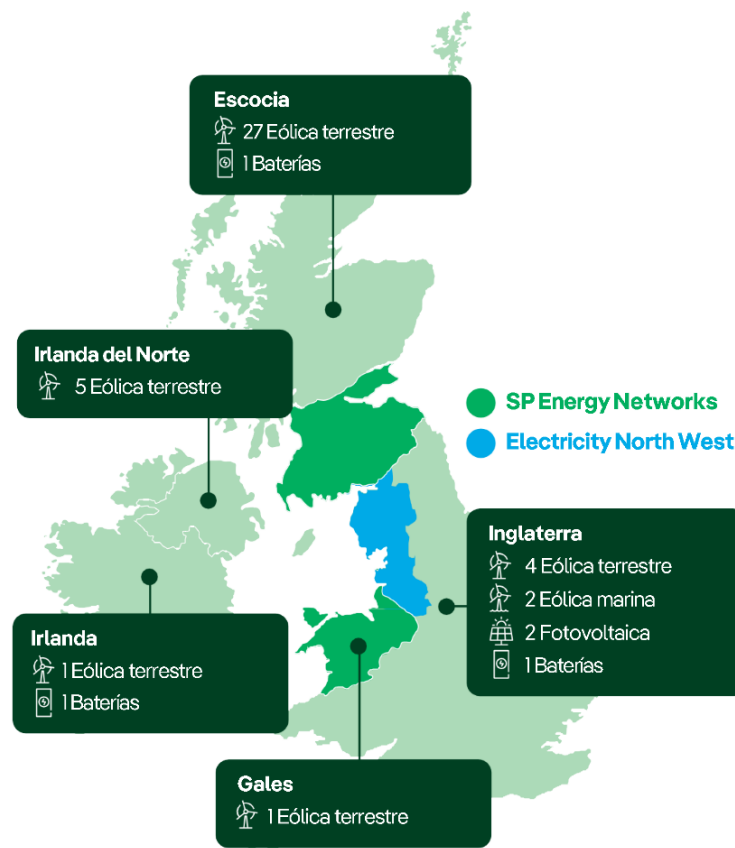 Escocia
27 Eólica terrestre
1 Baterías
Irlanda del Norte
5 Eólica terrestre
SP Energy Networks
Electricity North West
Inglaterra
4 Eólica terrestre
2 Eólica marina
2 Fotovoltaica
1 Baterías
Irlanda
1 Eólica terrestre
1 Baterías
Gales
1 Eólica terrestre